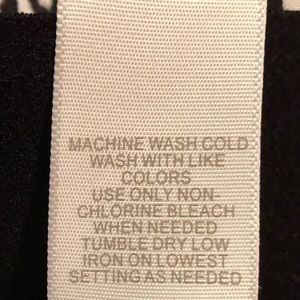 MACHINE WASH COLD
WASH WITH LIKE
COLORS
USE ONLY NON-
CHLORINE BLEACH
WHEN NEEDED
TUMBLE DRY LOW
IRON ON LOWEST
SETTING AS NEEDED